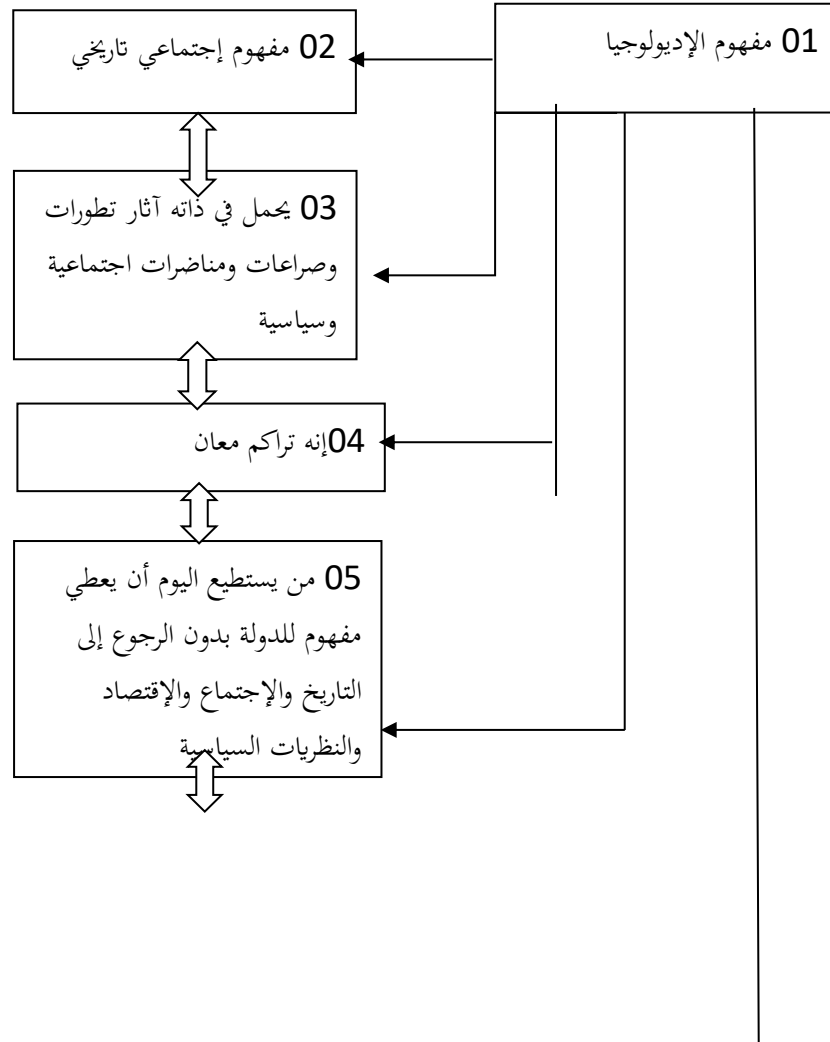 01 مفهوم الإديولوجيا
02 مفهوم إجتماعي تاريخي
03 يحمل في ذاته آثار تطورات
وصراعات ومناضرات اجتماعية
وسياسية
04إنه تراكم معان
05 من يستطيع اليوم أن يعطي
مفهوم للدولة بدون الرجوع إلى
التاريخ والإجتماع والإقتصاد
والنظريات السياسية